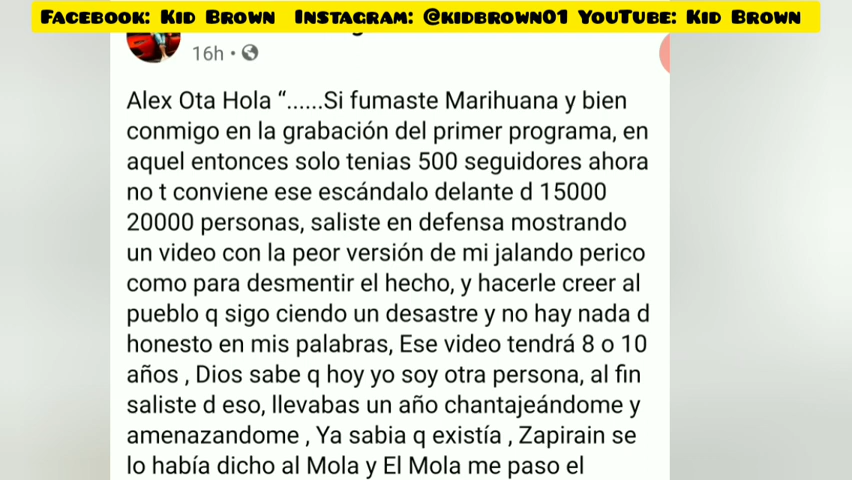 Facebook: Kid Brown Instagram: @kidbrown01 YouTube: Kid Brown
16h
Alex Ota Hola “......Si fumaste Marihuana y bien
conmigo en la grabación del primer programa, en
aquel entonces solo tenias 500 seguidores ahora
no t conviene ese escándalo delante d 15000
20000 personas, saliste en defensa mostrando
un video con la peor versión de mi jalando perico
como para desmentir el hecho, y hacerle creer al
pueblo q sigo ciendo un desastre y no hay nada d
honesto en mis palabras, Ese video tendrá 8 o 10
años , Dios sabe q hoy yo soy otra persona, al fin
saliste d eso, llevabas un año chantajeándome y
amenazandome , Ya sabia q existía , Zapirain se
lo había dicho al Mola y El Mola me paso el